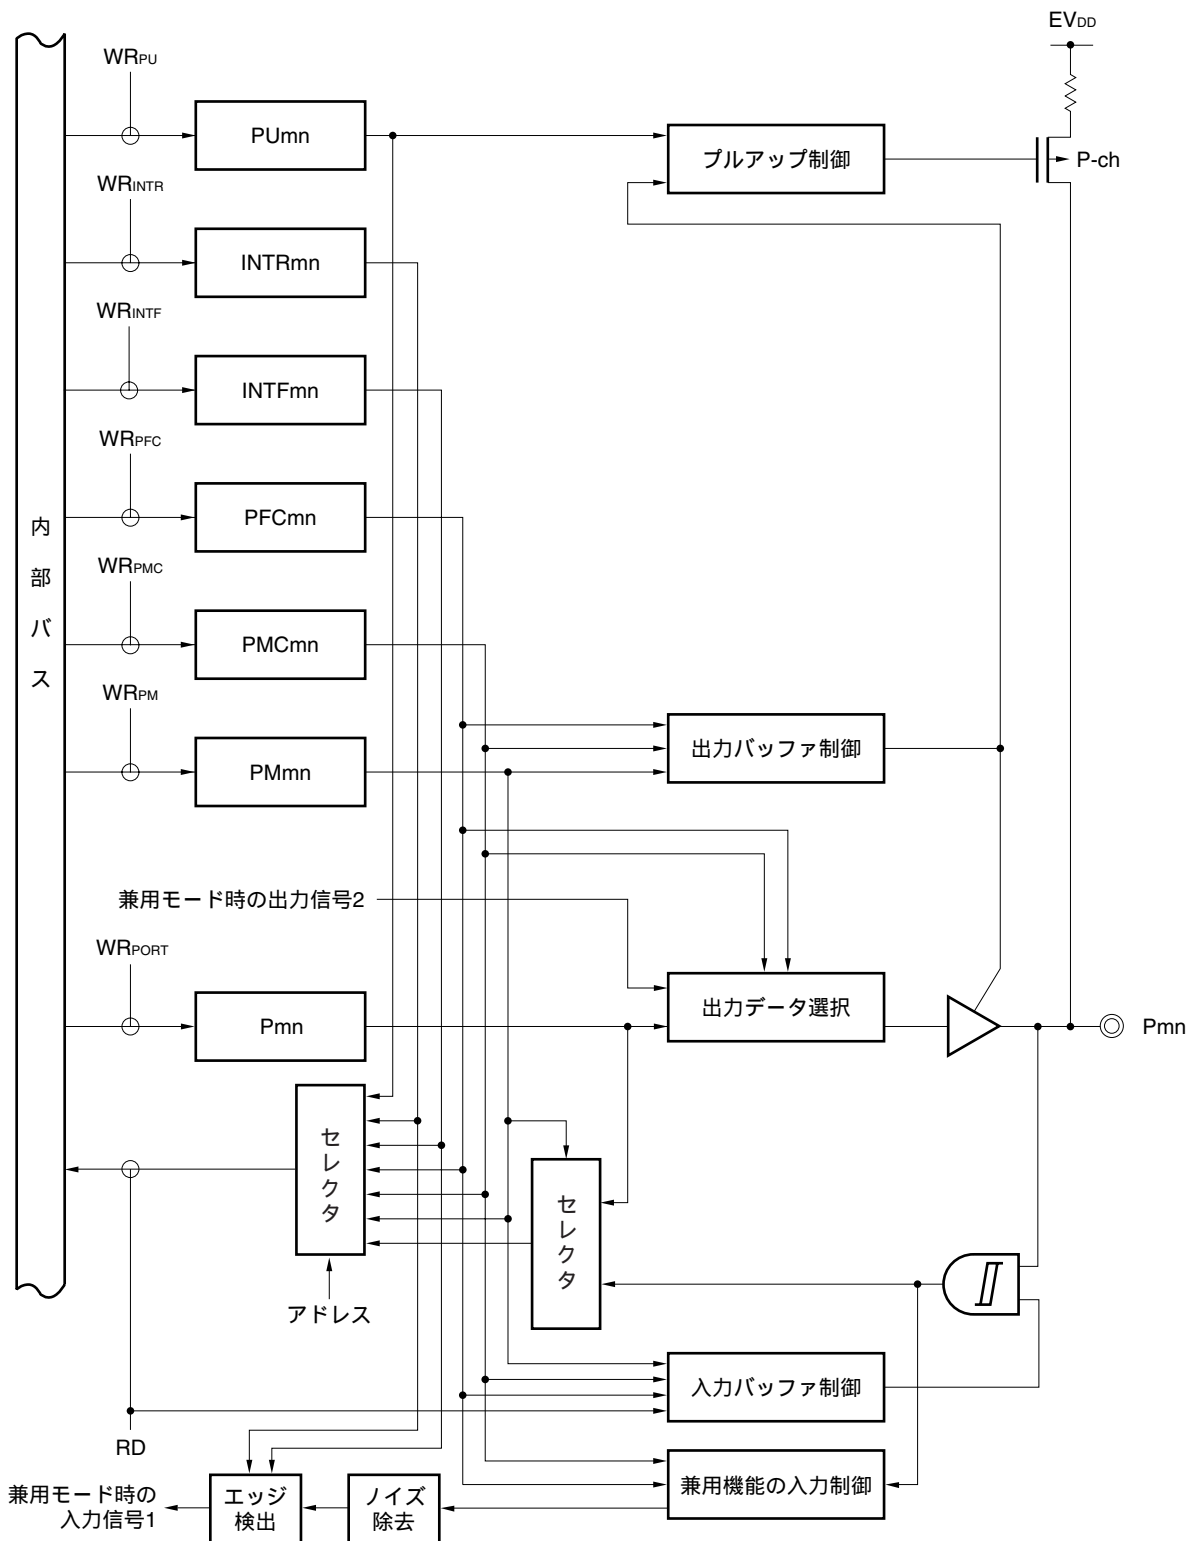 EVDD
WRPU
PUmn
プルアップ制御
P-ch
WRINTR
INTRmn
WRINTF
INTFmn
WRPFC
PFCmn
内部バス
WRPMC
PMCmn
WRPM
PMmn
出力バッファ制御
兼用モード時の出力信号2
WRPORT
Pmn
出力データ選択
Pmn
セレクタ
セレクタ
アドレス
入力バッファ制御
RD
兼用機能の入力制御
兼用モード時の
入力信号1
エッジ
検出
ノイズ
除去